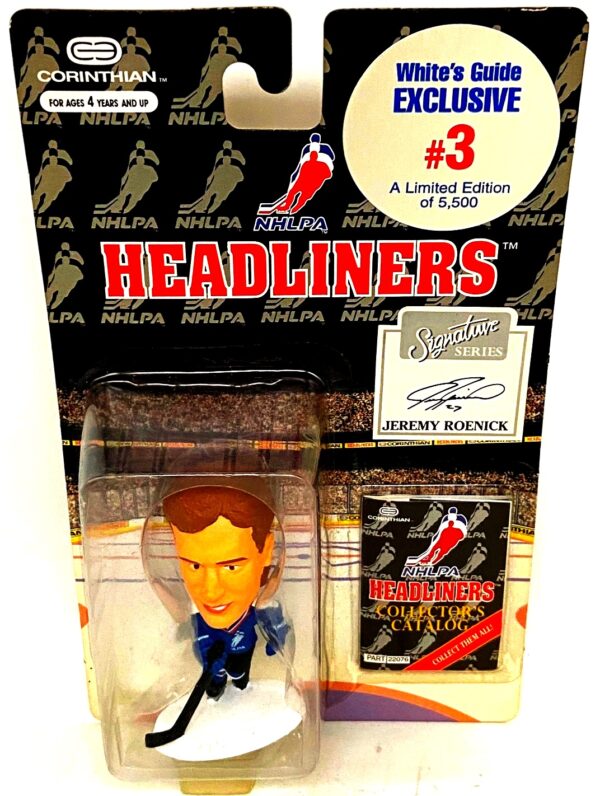 CORINTHIAN™
FOR AGES 4 YEARS AND UP
White's Guide
EXCLUSIVE
#3
A Limited Edition
of 5,500
NHLPA
HEADLINERS™
Signature
SERIES
27
JEREMY ROENICK
CORINTHIAN
NHLPA
HEADLINERS
COLLECTOR'S
CATALOG
COLLECT THEM ALL!
PART 22076